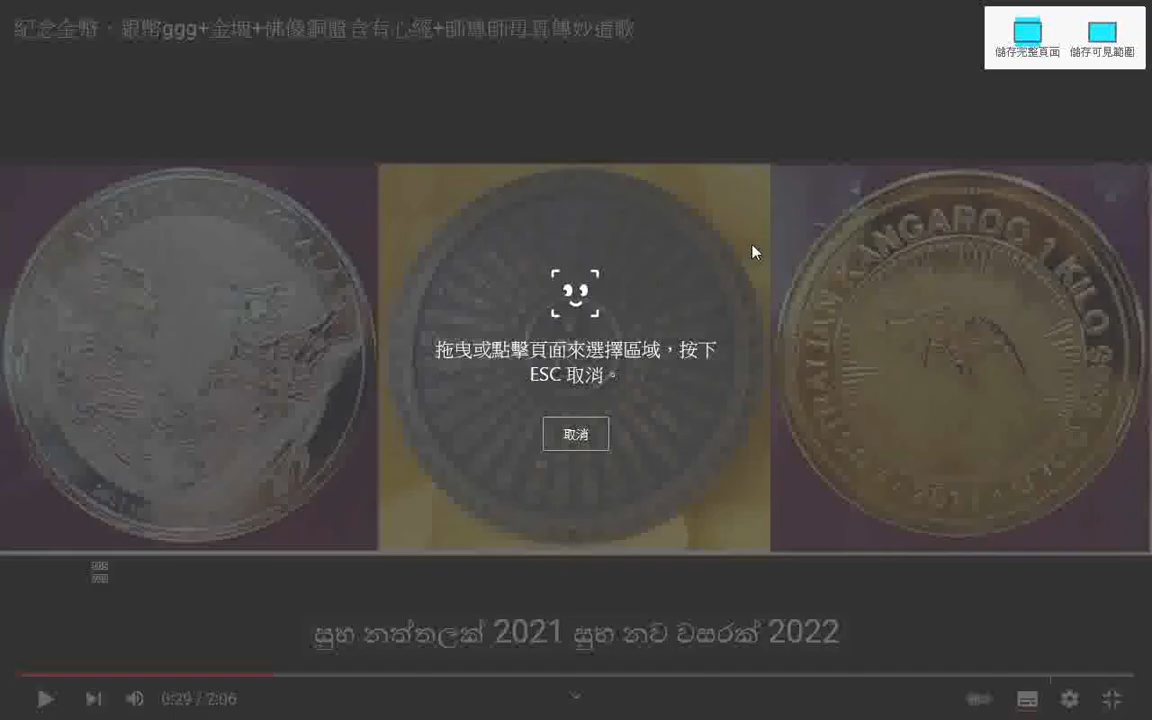 紀念金幣、銀幣ggg+金塊+佛像銅盤含有心經+師尊師母真傳妙道歌
儲存完整頁面
儲存可見範圍
AUSTRALIAN KANGAROO 1 KILO
2011
拖曳或點擊頁面來選擇區域，按下
ESC 取消。
取消
සුභ නත්තලක් 2021 සුභ නව වසරක් 2022
0:29 / 2:06